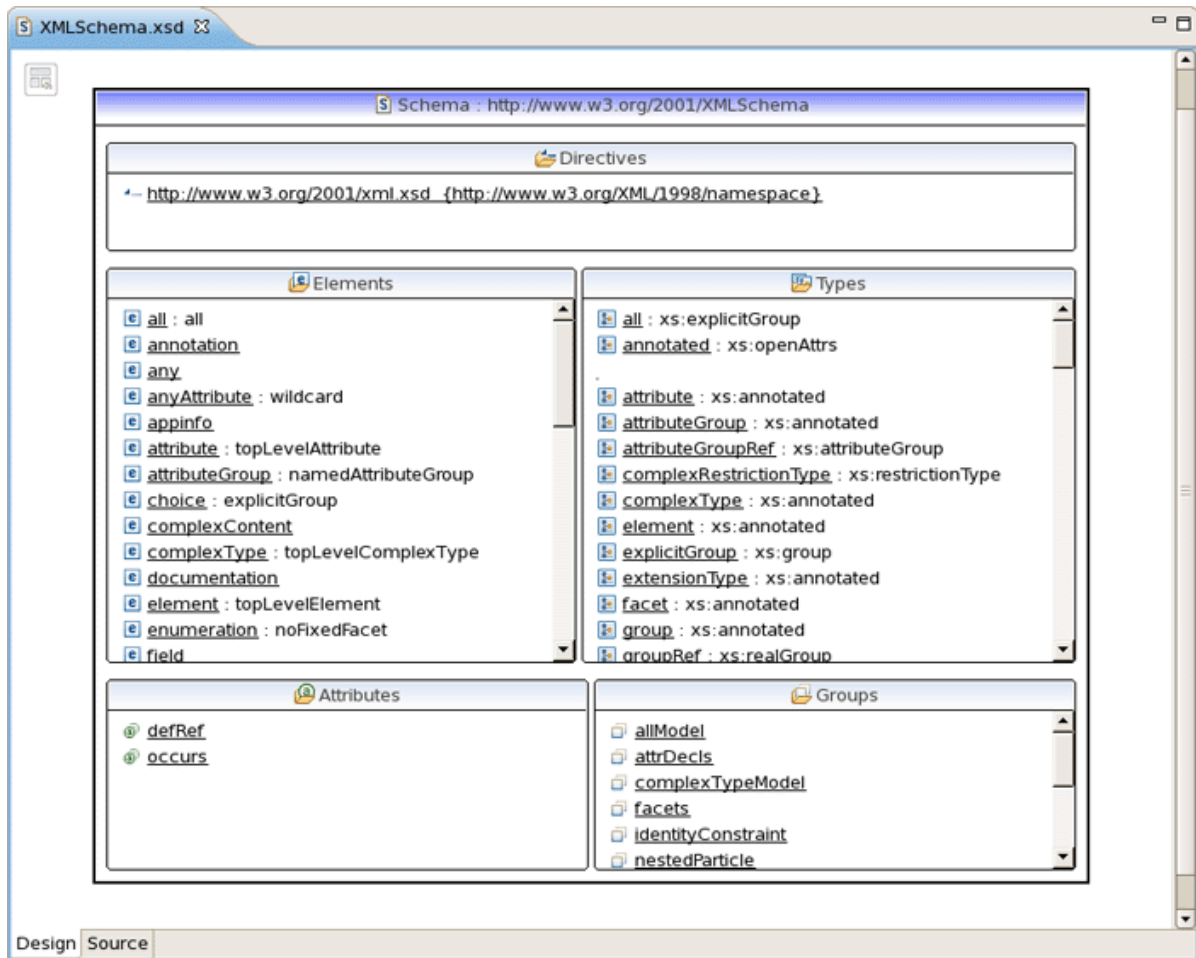 XMLSchema.xsd
Schema : http://www.w3.org/2001/XMLSchema
Directives
http://www.w3.org/2001/xml.xsd {http://www.w3.org/XML/1998/namespace}
Elements
all : all
annotation
any
anyAttribute : wildcard
appinfo
attribute : topLevelAttribute
attributeGroup : namedAttributeGroup
choice : explicitGroup
complexContent
complexType : topLevelComplexType
documentation
element : topLevelElement
enumeration : noFixedFacet
field
Types
all : xs:explicitGroup
annotated : xs:openAttrs
attribute : xs:annotated
attributeGroup : xs:annotated
attributeGroupRef : xs:attributeGroup
complexRestrictionType : xs:restrictionType
complexType : xs:annotated
element : xs:annotated
explicitGroup : xs:group
extensionType : xs:annotated
facet : xs:annotated
group : xs:annotated
groupRef : xs:realGroup
Attributes
defRef
occurs
Groups
allModel
attrDecls
complexTypeModel
facets
identityConstraint
nestedParticle
Design Source